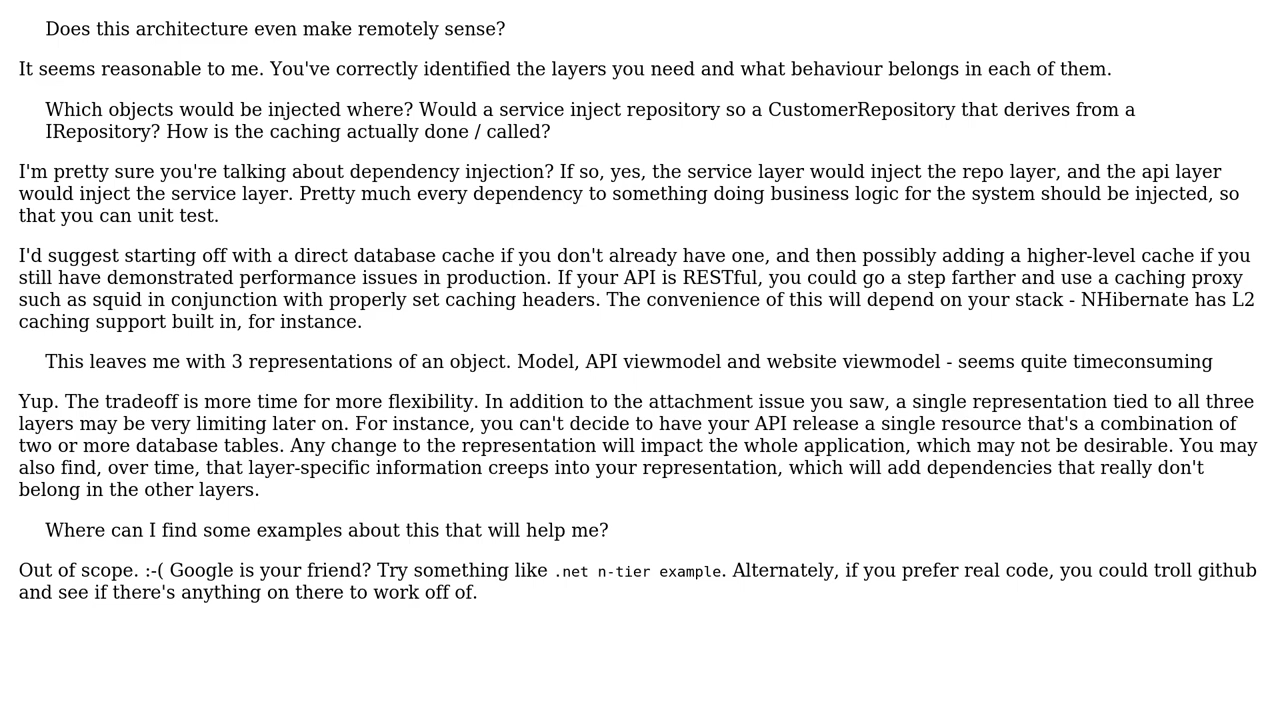 Does this architecture even make remotely sense?
It seems reasonable to me. You've correctly identified the layers you need and what behaviour belongs in each of them.
Which objects would be injected where? Would a service inject repository so a CustomerRepository that derives from a
IRepository? How is the caching actually done / called?
I'm pretty sure you're talking about dependency injection? If so, yes, the service layer would inject the repo layer, and the api layer
would inject the service layer. Pretty much every dependency to something doing business logic for the system should be injected, so
that you can unit test.
I'd suggest starting off with a direct database cache if you don't already have one, and then possibly adding a higher-level cache if you
still have demonstrated performance issues in production. If your API is RESTful, you could go a step farther and use a caching proxy
such as squid in conjunction with properly set caching headers. The convenience of this will depend on your stack - NHibernate has L2
caching support built in, for instance.
This leaves me with 3 representations of an object. Model, API viewmodel and website viewmodel - seems quite timeconsuming
Yup. The tradeoff is more time for more flexibility. In addition to the attachment issue you saw, a single representation tied to all three
layers may be very limiting later on. For instance, you can't decide to have your API release a single resource that's a combination of
two or more database tables. Any change to the representation will impact the whole application, which may not be desirable. You may
also find, over time, that layer-specific information creeps into your representation, which will add dependencies that really don't
belong in the other layers.
Where can I find some examples about this that will help me?
Out of scope. :-( Google is your friend? Try something like .net n-tier example. Alternately, if you prefer real code, you could troll github
and see if there's anything on there to work off of.